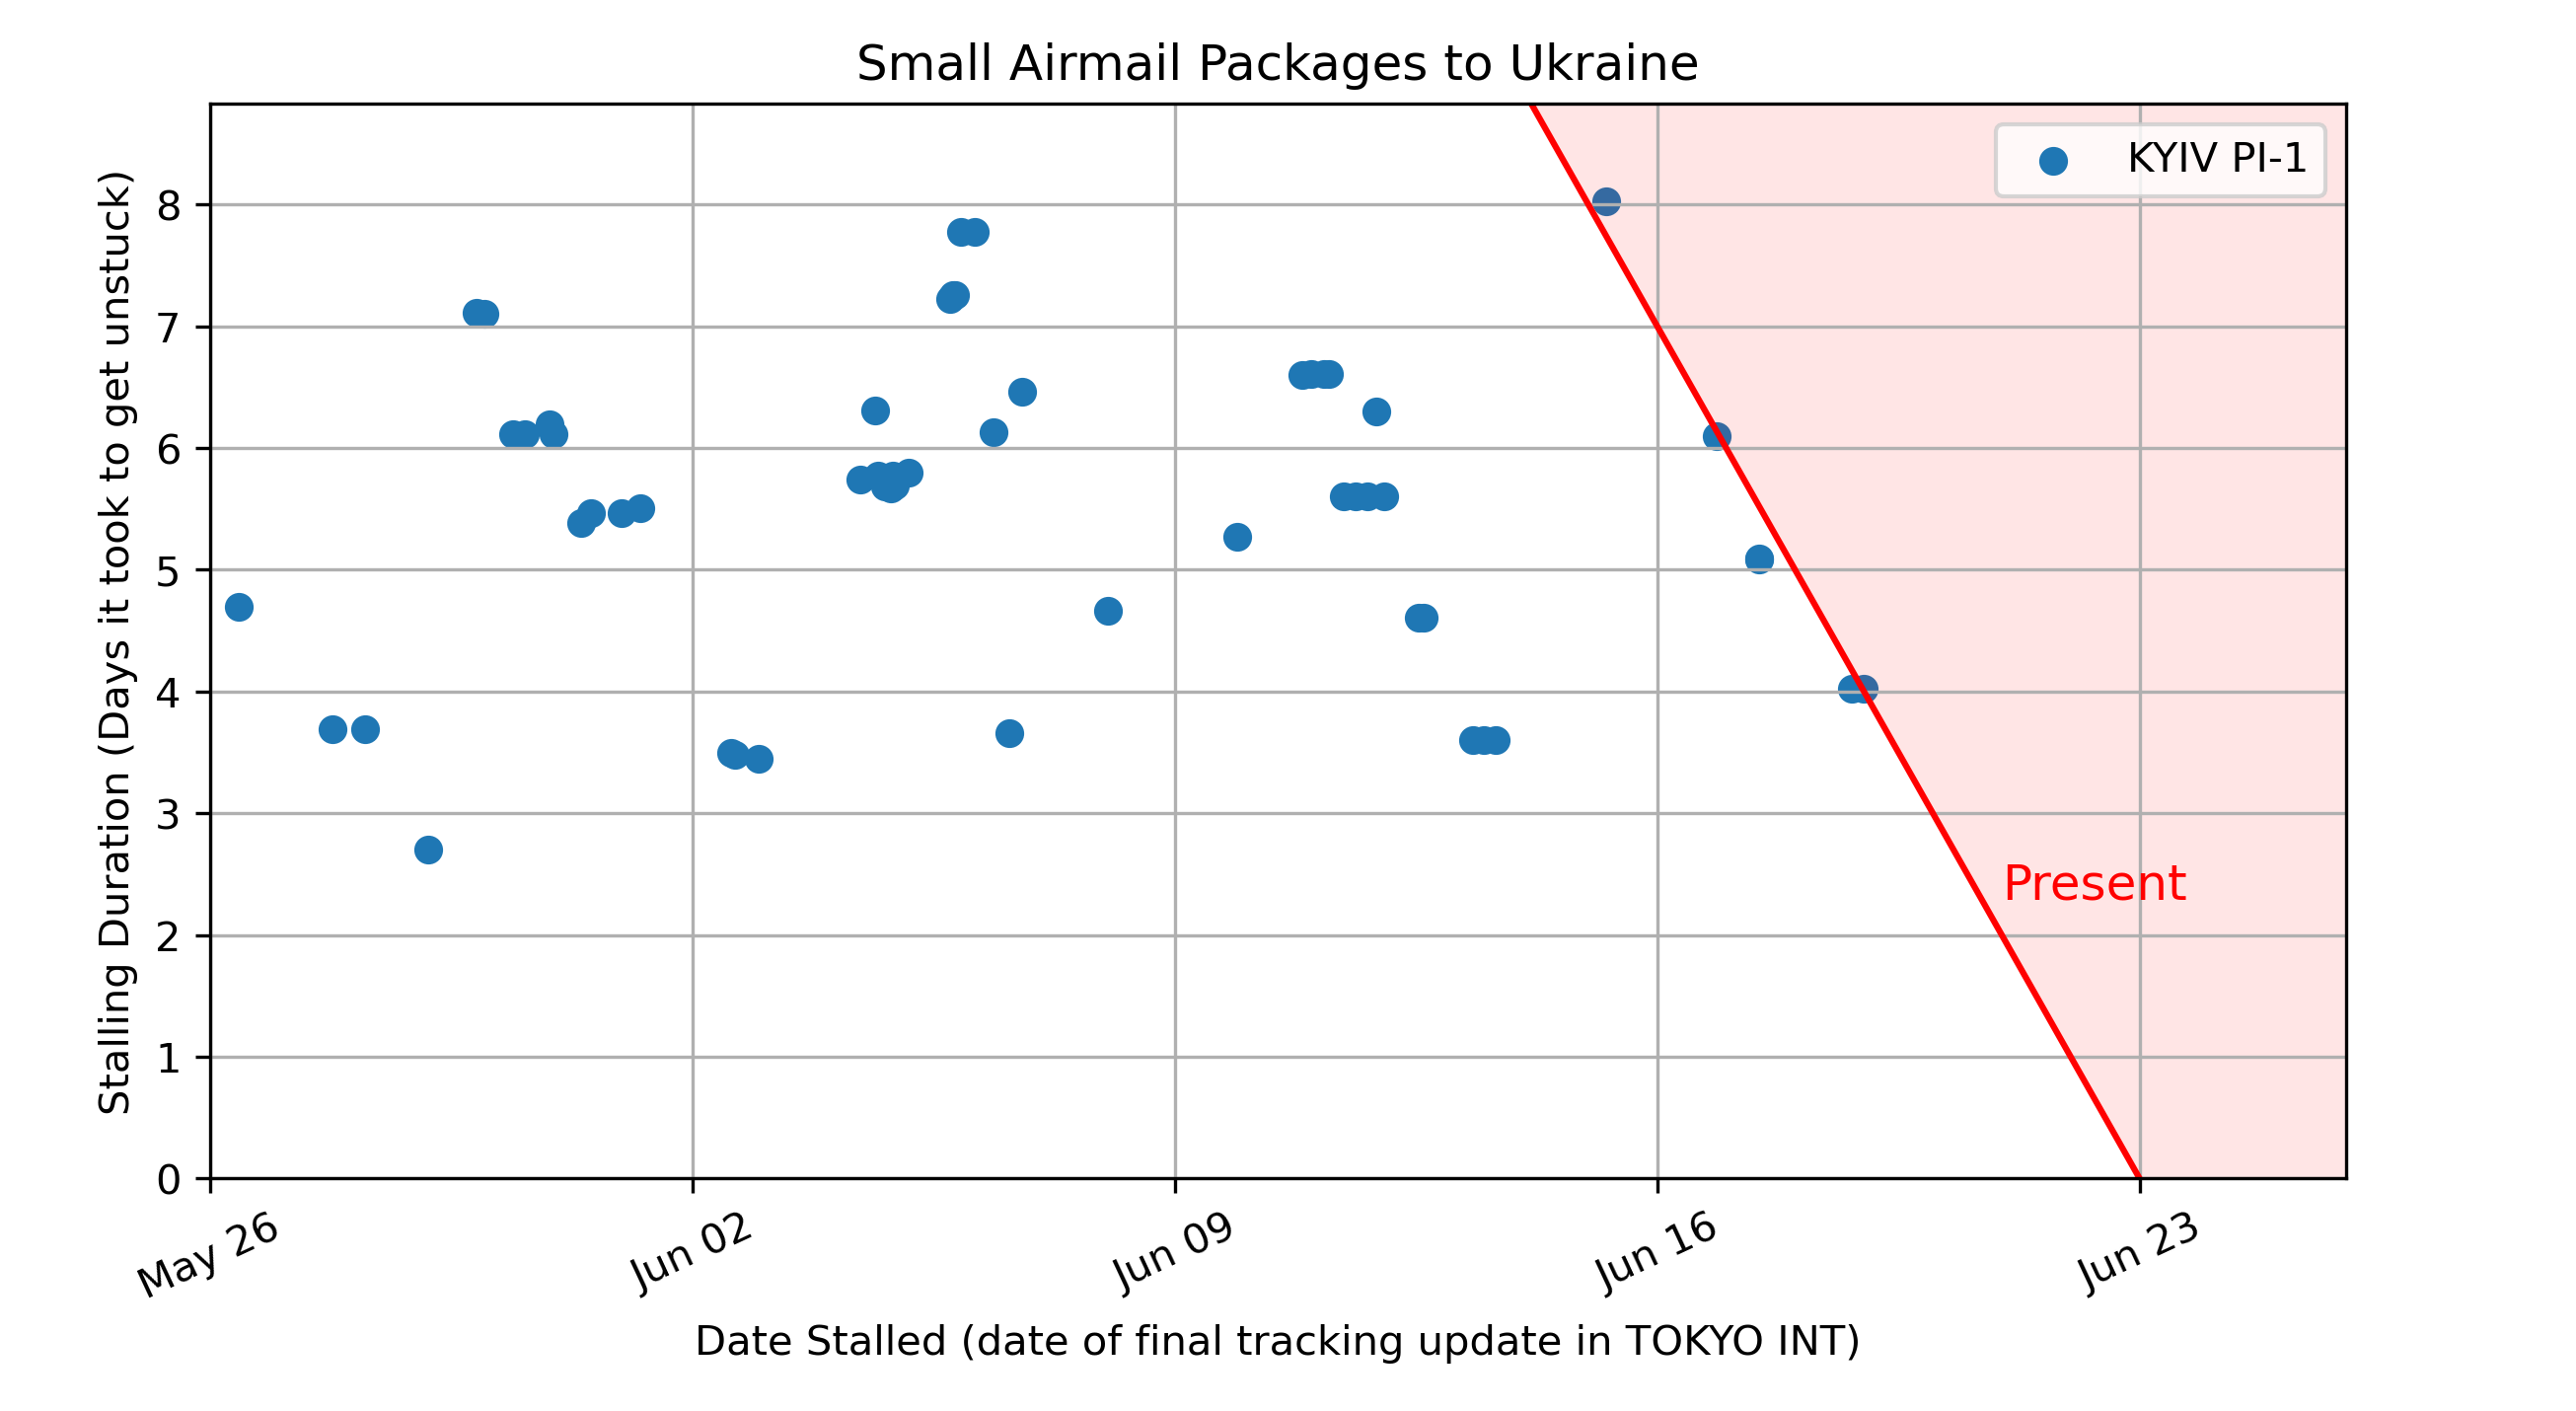 Small Airmail Packages to Ukraine
KYIV PI-1
Stalling Duration (Days it took to get unstuck)
8
7
6
5
4
3
2
1
0
Present
May 26
Jun 02
Jun 09
Jun 16
Jun 23
Date Stalled (date of final tracking update in TOKYO INT)